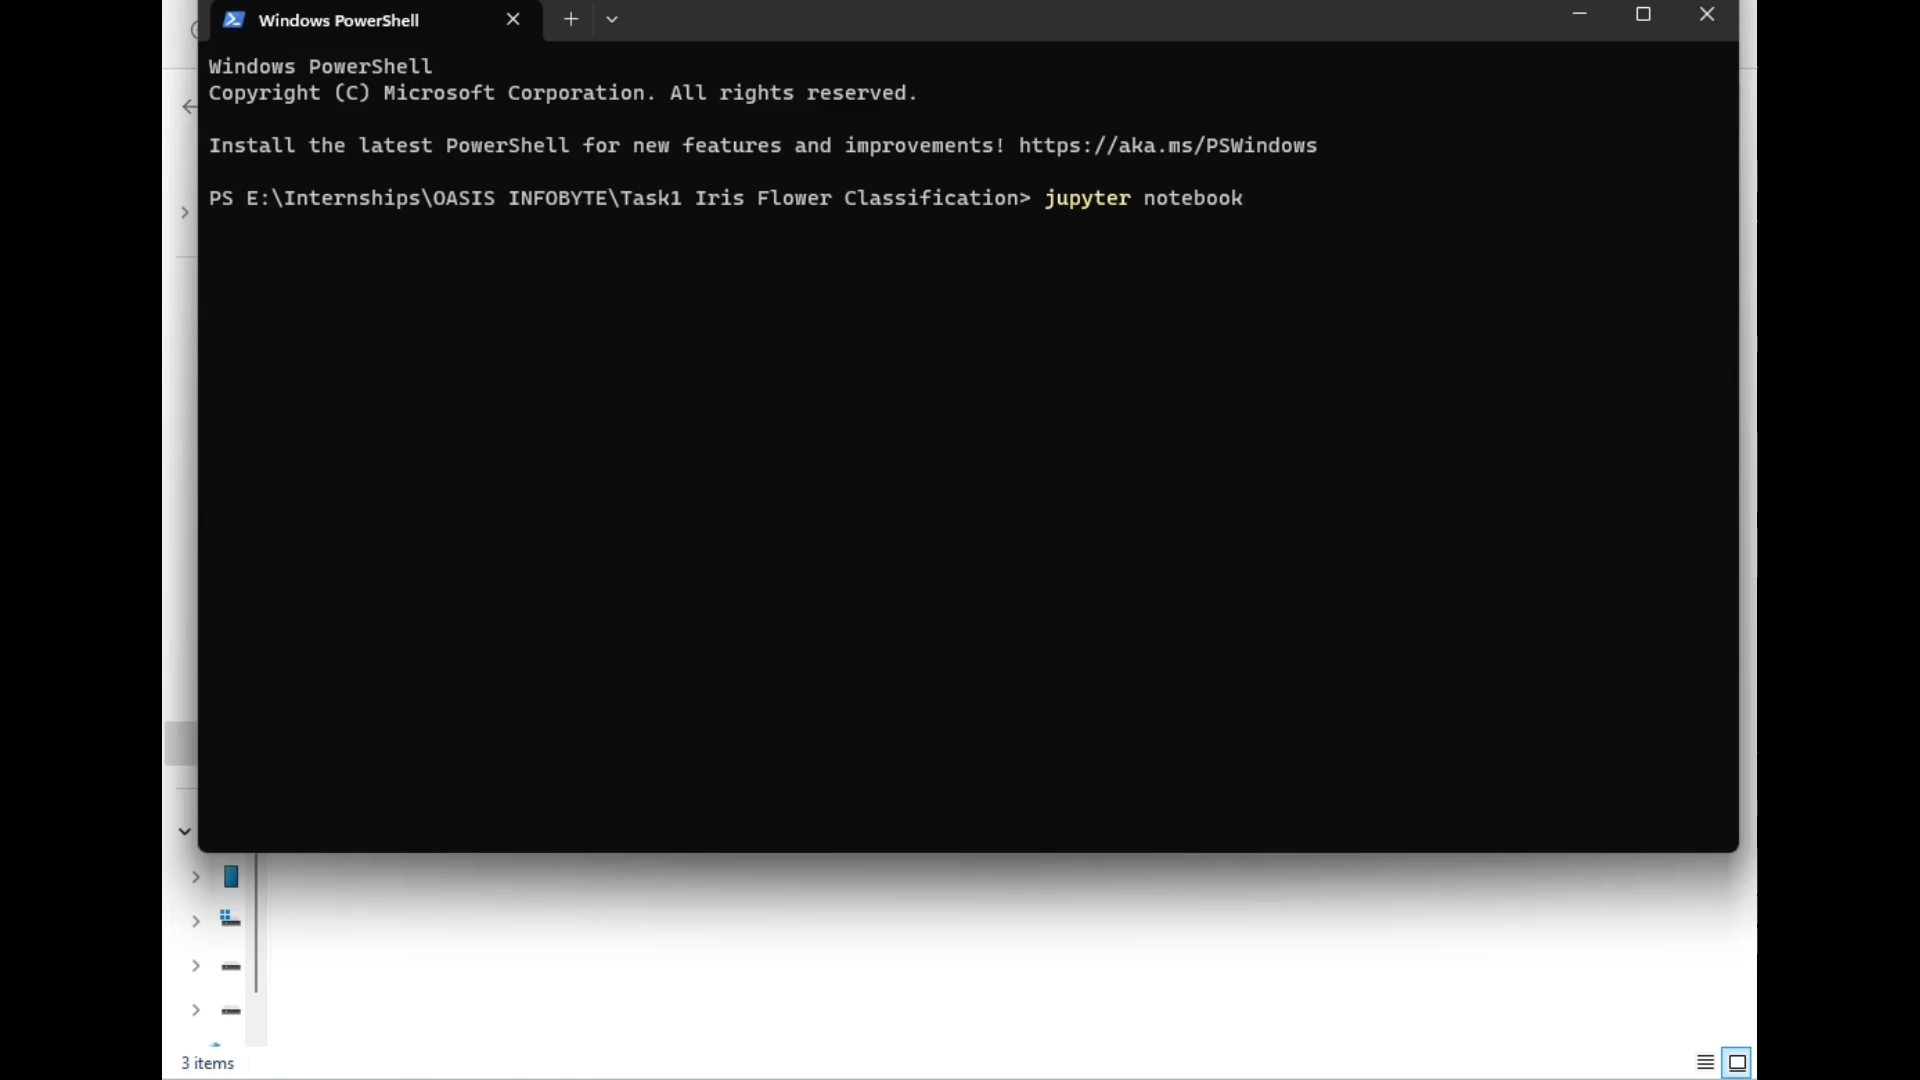 Windows PowerShell
Windows PowerShell
Copyright (C) Microsoft Corporation. All rights reserved.
Install the latest PowerShell for new features and improvements! https://aka.ms/PSWindows
PS E:\Internships\OASIS INFOBYTE\Task1 Iris Flower Classification> jupyter notebook
3 items